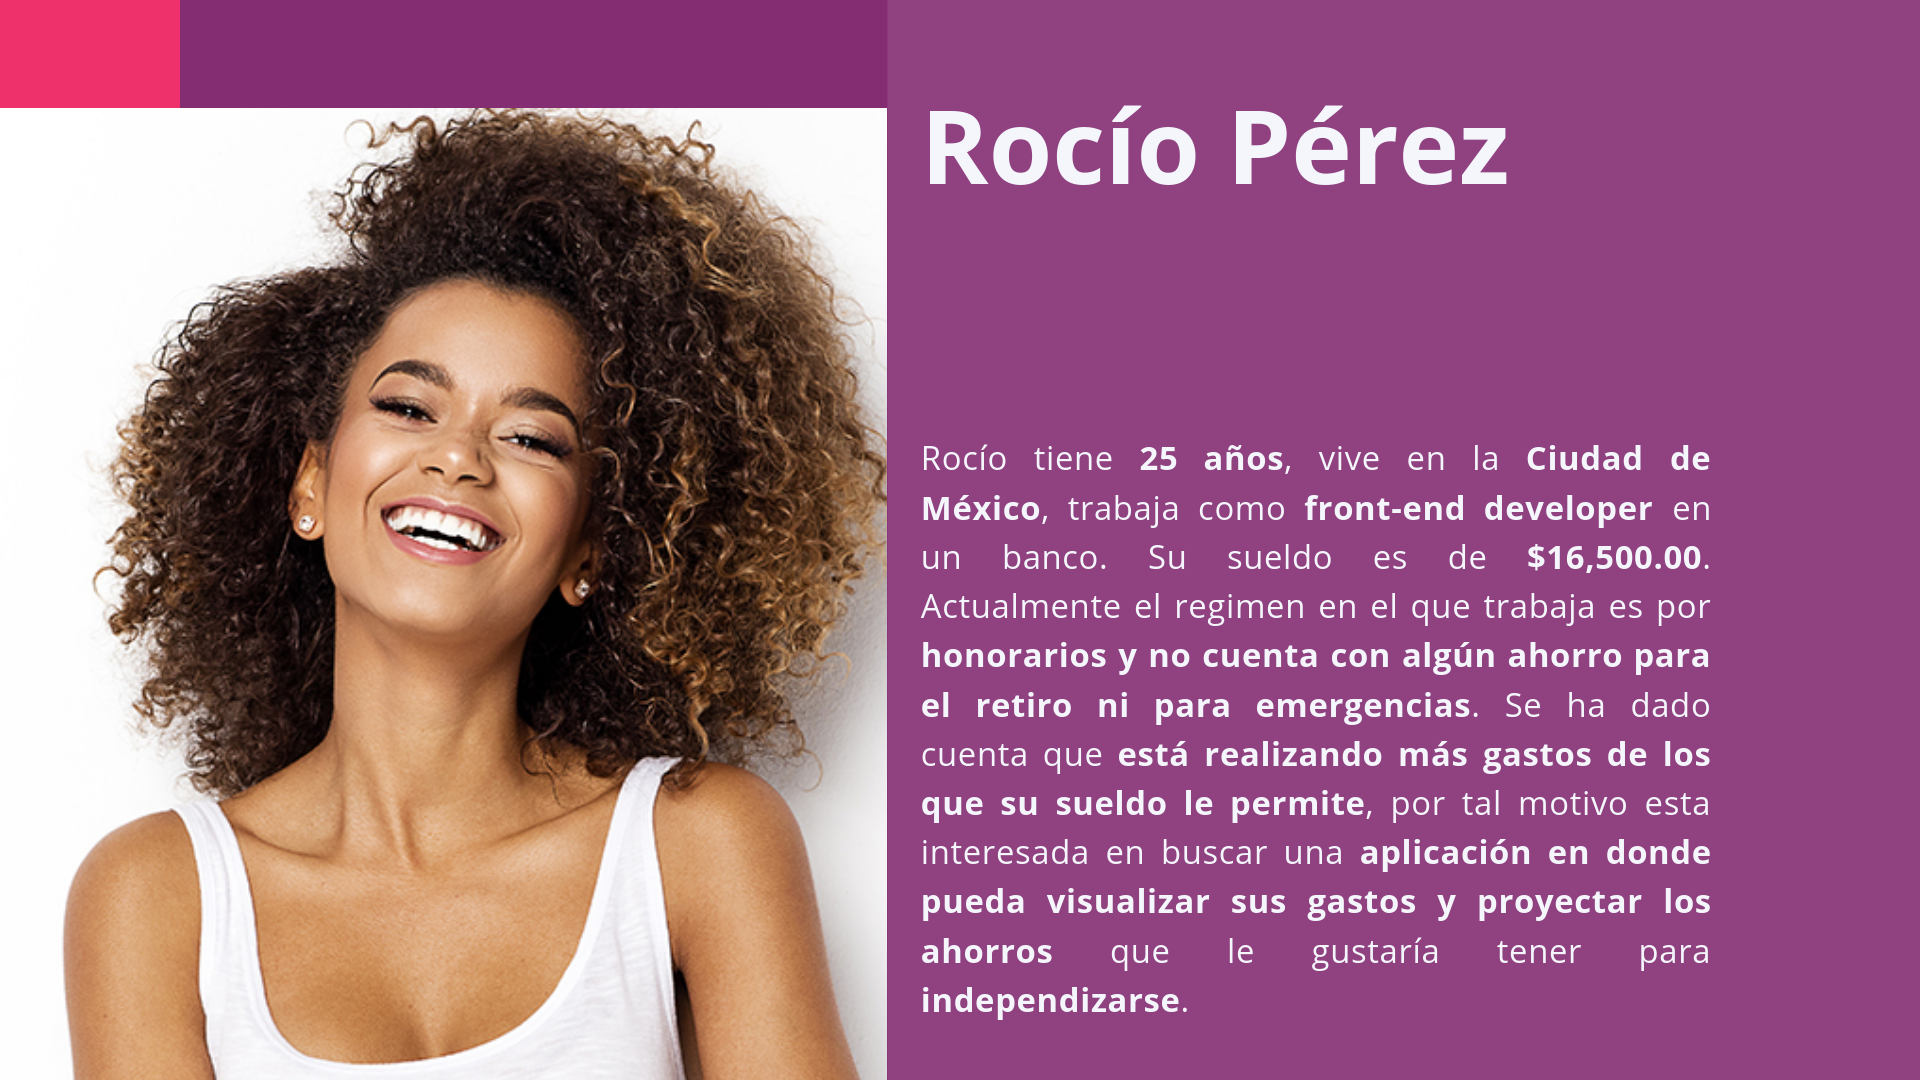 Rocío Pérez
Rocío tiene 25 años, vive en la Ciudad de
México, trabaja como front-end developer en
un banco. Su sueldo es de $16,500.00.
Actualmente el regimen en el que trabaja es por
honorarios y no cuenta con algún ahorro para
el retiro ni para emergencias. Se ha dado
cuenta que está realizando más gastos de los
que su sueldo le permite, por tal motivo esta
interesada en buscar una aplicación en donde
pueda visualizar sus gastos y proyectar los
ahorros que le gustaría tener para
independizarse.